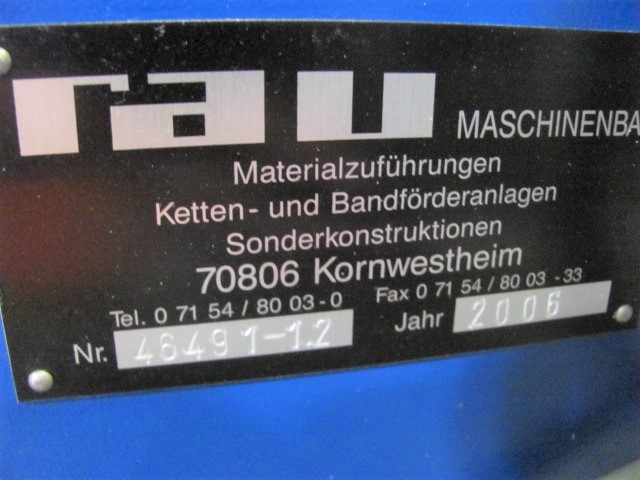 rau MASCHINENBA
Materialzuführungen
Ketten- und Bandförderanlagen
Sonderkonstruktionen
70806 Kornwestheim
Tel. 0 71 54 / 80 03 - 0 Fax 0 71 54 / 80 03 - 33
Nr. 46491-1.2 Jahr 2006